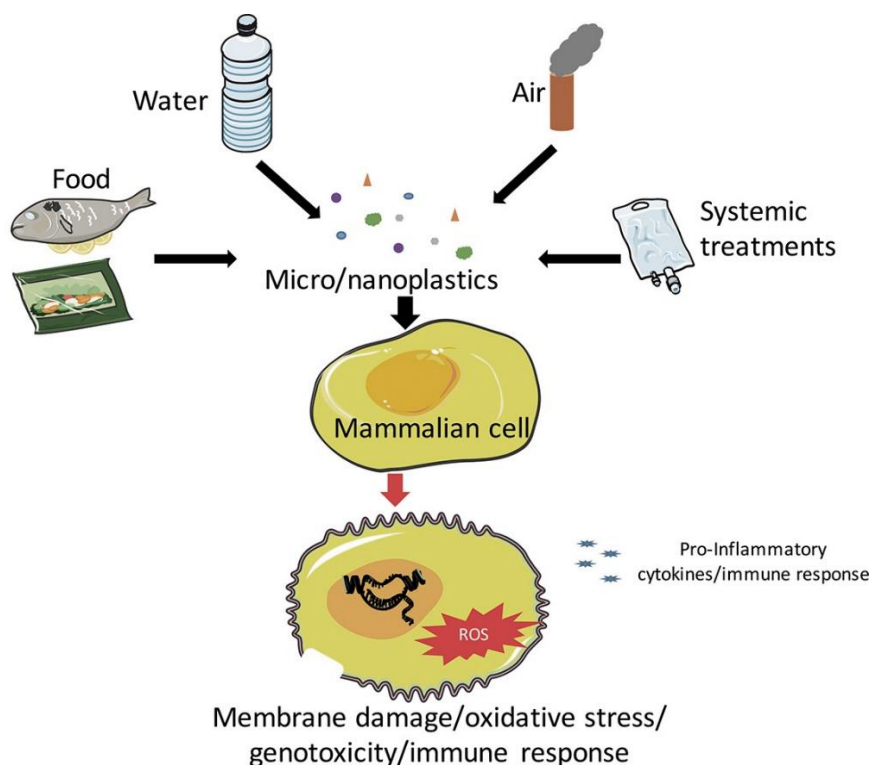 Water
Air
Food
Systemic
treatments
Micro/nanoplastics
Mammalian cell
Pro-Inflammatory
cytokines/immune response
ROS
Membrane damage/oxidative stress/
genotoxicity/immune response